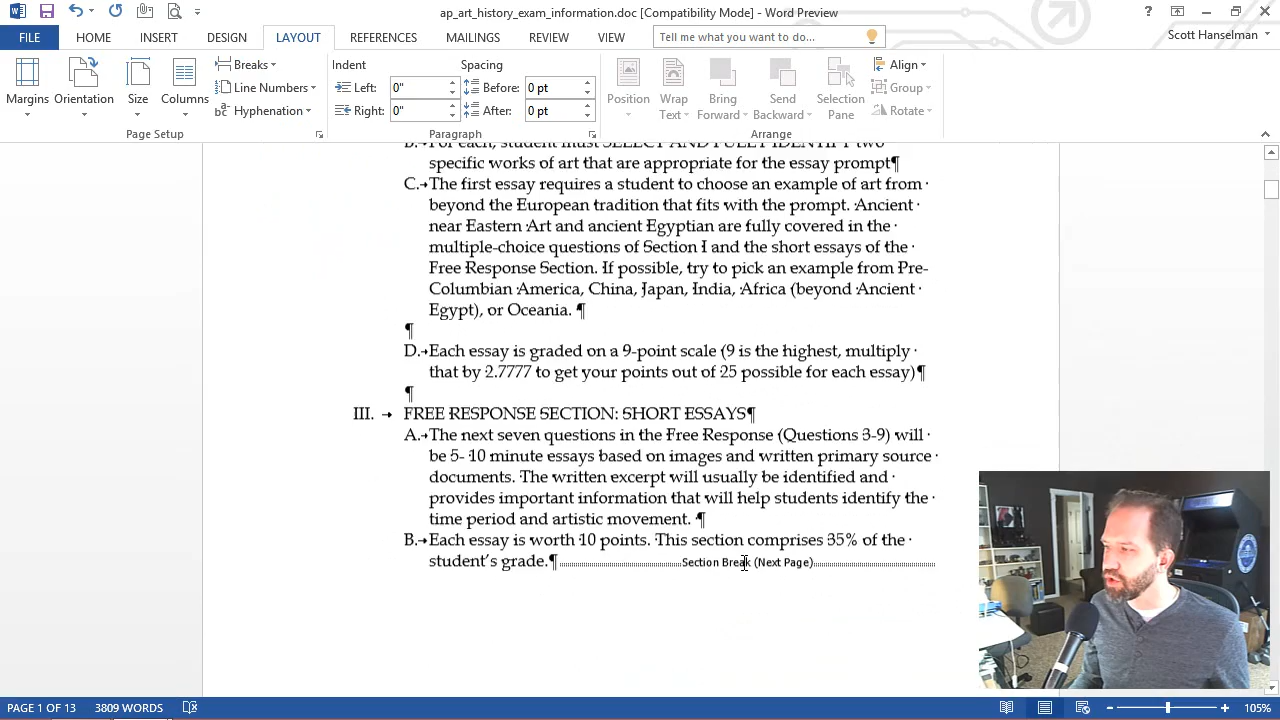 ap_art_history_exam_information.doc [Compatibility Mode] - Word Preview
FILE HOME INSERT DESIGN LAYOUT REFERENCES MAILINGS REVIEW VIEW Tell me what you want to do... Scott Hanselman
Margins Orientation Size Columns
Breaks
Line Numbers
Hyphenation
Page Setup
Indent Spacing
Left: 0" Before: 0 pt
Right: 0" After: 0 pt
Paragraph
Position Wrap Text Bring Forward Send Backward Selection Pane
Align
Group
Rotate
Arrange
B. For each, student must SELECT AND FULLY IDENTIFY two
specific works of art that are appropriate for the essay prompt¶
C. The first essay requires a student to choose an example of art from
beyond the European tradition that fits with the prompt. Ancient
near Eastern Art and ancient Egyptian are fully covered in the
multiple-choice questions of Section I and the short essays of the
Free Response Section. If possible, try to pick an example from Pre-
Columbian America, China, Japan, India, Africa (beyond Ancient
Egypt), or Oceania. ¶
¶
D. Each essay is graded on a 9-point scale (9 is the highest, multiply
that by 2.7777 to get your points out of 25 possible for each essay)¶
¶
III. FREE RESPONSE SECTION: SHORT ESSAYS¶
A. The next seven questions in the Free Response (Questions 3-9) will
be 5- 10 minute essays based on images and written primary source
documents. The written excerpt will usually be identified and
provides important information that will help students identify the
time period and artistic movement. ¶
B. Each essay is worth 10 points. This section comprises 35% of the
student's grade.¶ Section Break (Next Page)
PAGE 1 OF 13 3809 WORDS 105%